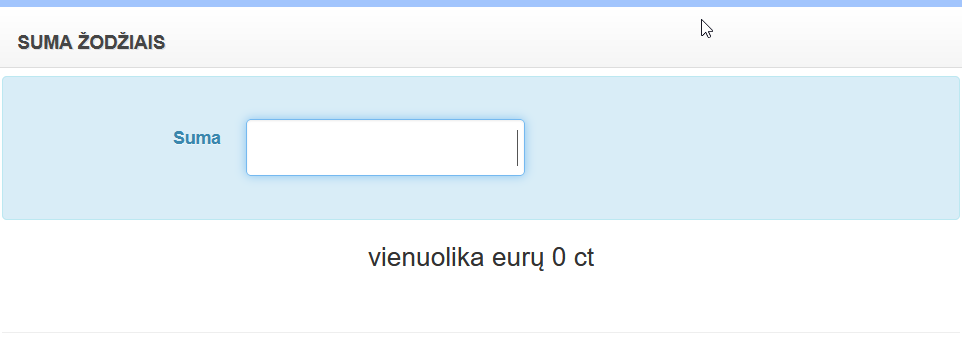 SUMA ŽODŽIAIS
Suma
vienuolika eurų 0 ct